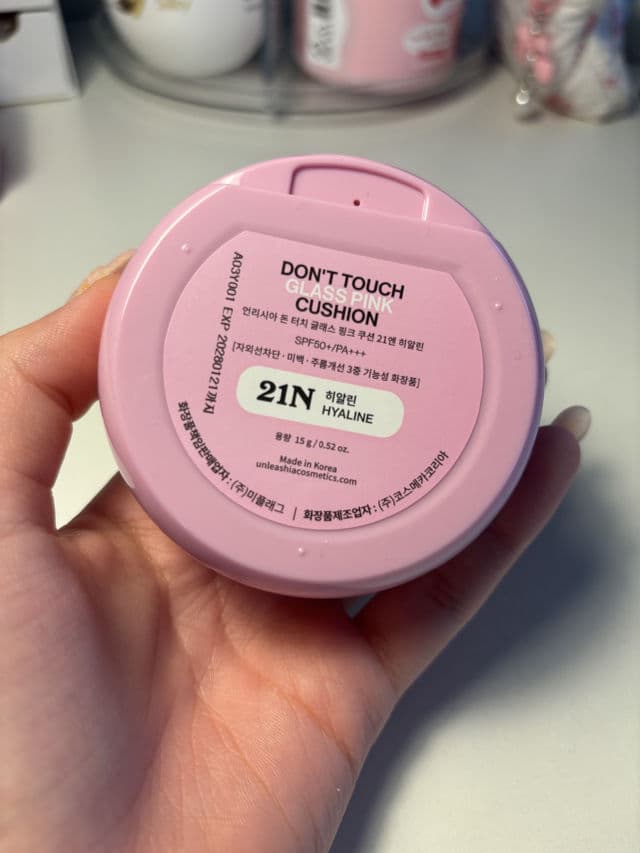 DON'T TOUCH
GLASS PINK
CUSHION
언리시아 돈 터치 글래스 핑크 쿠션 21엔 히알린
SPF50+/PA+++
[자외선차단 · 미백 · 주름개선 3중 기능성 화장품]
21N 히알린
HYALINE
용량 15 g / 0.52 oz.
Made in Korea
unleashiacosmetics.com
화장품책임판매업자 : (주)미플래그 | 화장품제조업자 : (주)코스메카코리아
A03Y001 EXP 20280121까지